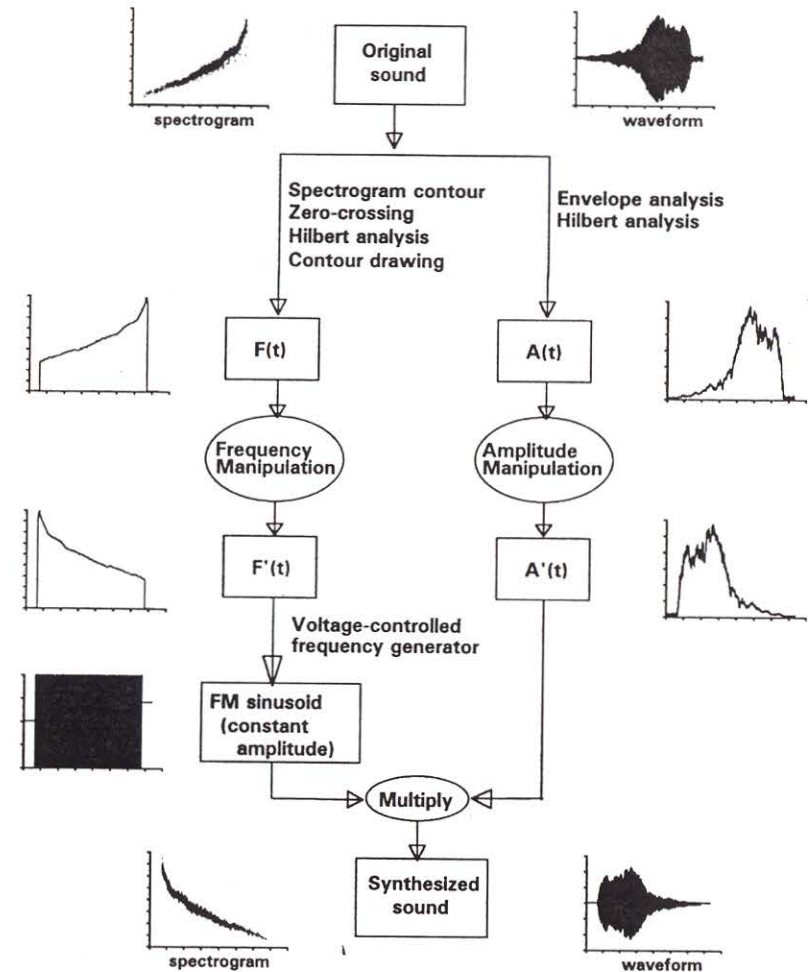 Original
sound
spectrogram
waveform
Spectrogram contour
Zero-crossing
Hilbert analysis
Contour drawing
Envelope analysis
Hilbert analysis
F(t)
A(t)
Frequency
Manipulation
Amplitude
Manipulation
F'(t)
A'(t)
Voltage-controlled
frequency generator
FM sinusoid
(constant
amplitude)
Multiply
Synthesized
sound
spectrogram
waveform